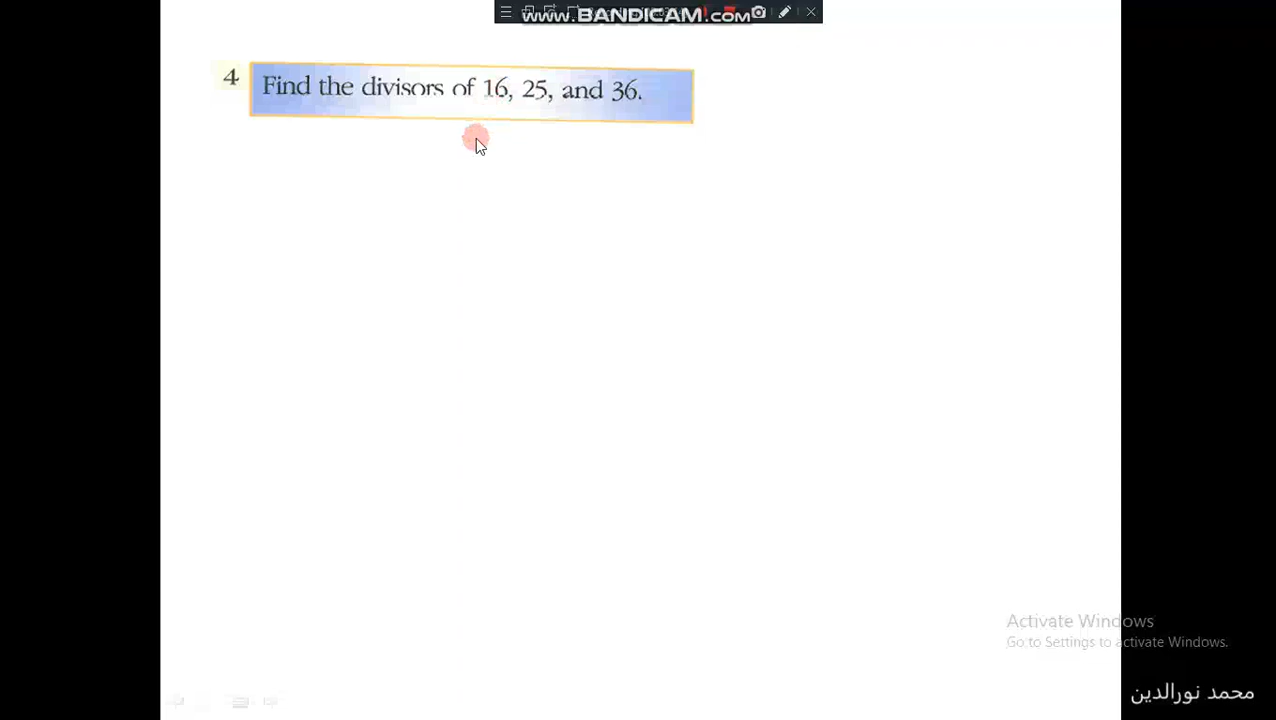 www.BANDICAM.com
4 Find the divisors of 16, 25, and 36.
Activate Windows
Go to Settings to activate Windows.
محمد نورالدين